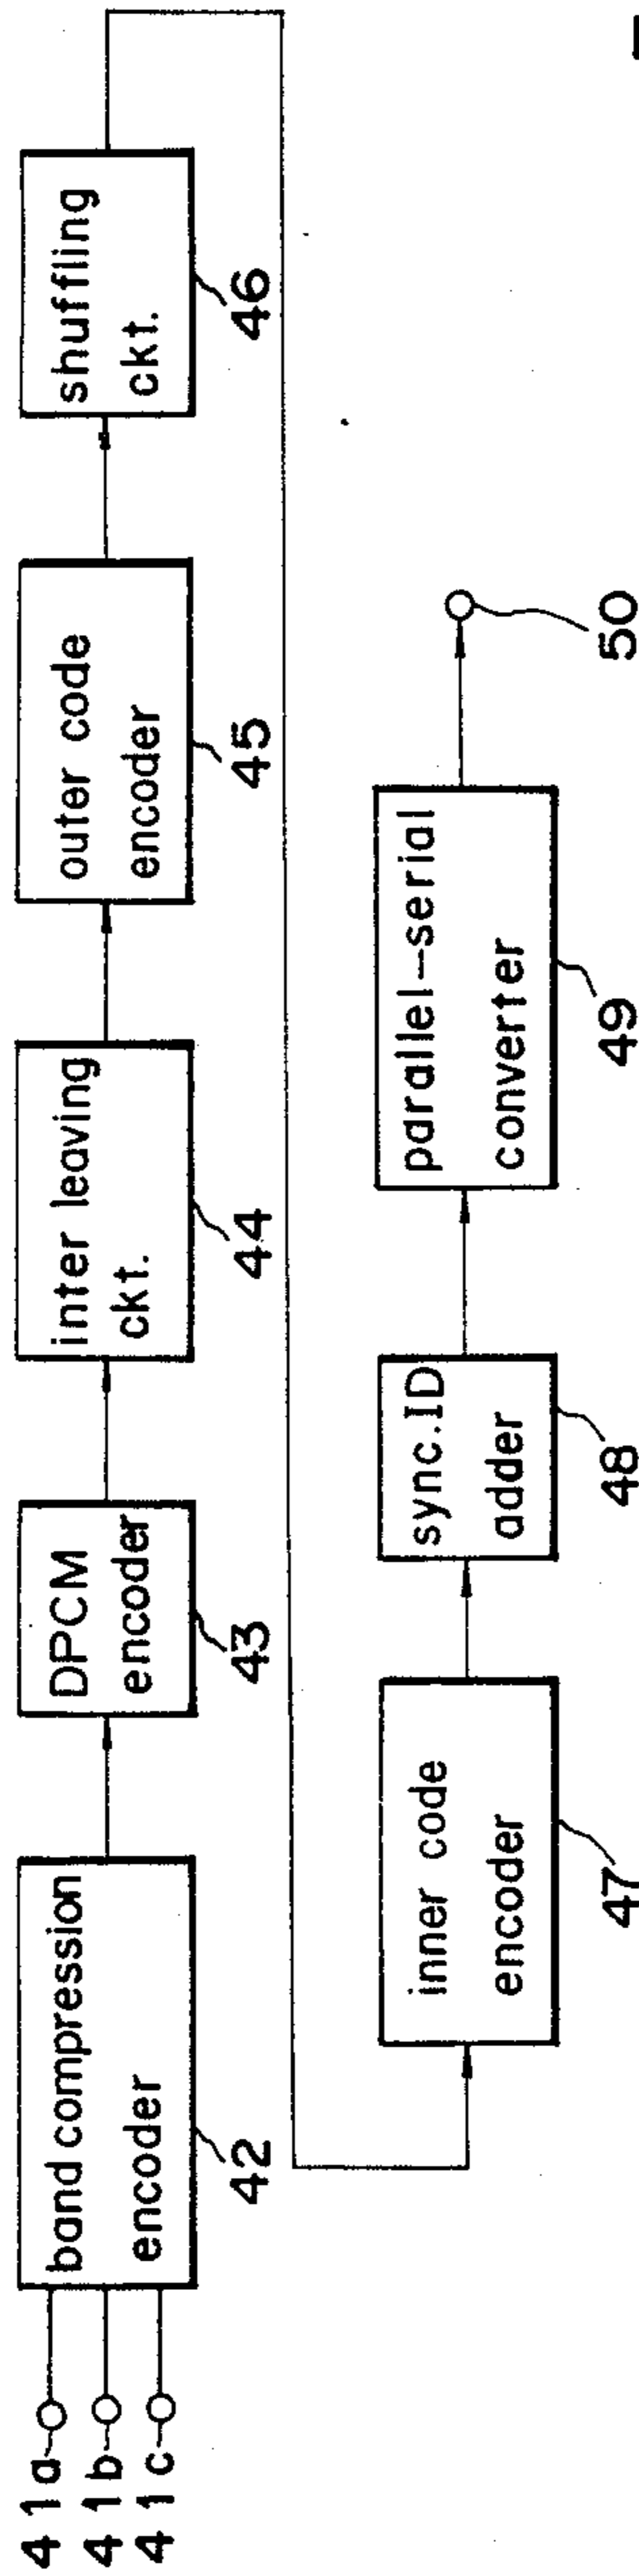 41a
41b
41c
band compression
encoder
42
DPCM
encoder
43
inter leaving
ckt.
44
outer code
encoder
45
shuffling
ckt.
46
inner code
encoder
47
sync.ID
adder
48
parallel-serial
converter
49
50